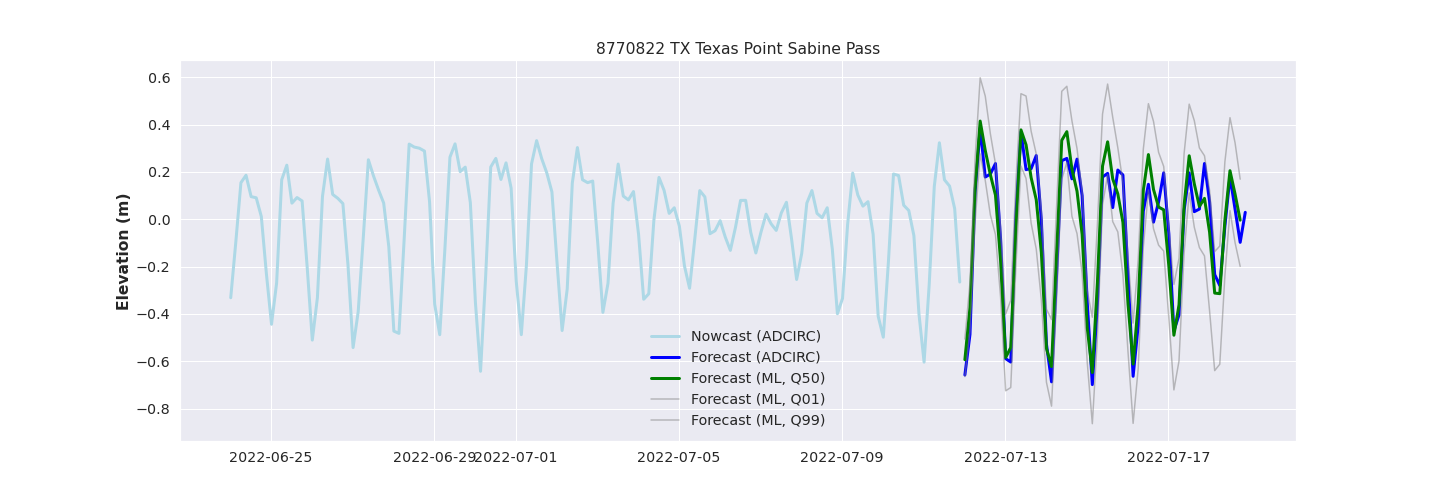 8770822 TX Texas Point Sabine Pass
Elevation (m)
0.6
0.4
0.2
0.0
−0.2
−0.4
−0.6
−0.8
Nowcast (ADCIRC)
Forecast (ADCIRC)
Forecast (ML, Q50)
Forecast (ML, Q01)
Forecast (ML, Q99)
2022-06-25 2022-06-29 2022-07-01 2022-07-05 2022-07-09 2022-07-13 2022-07-17